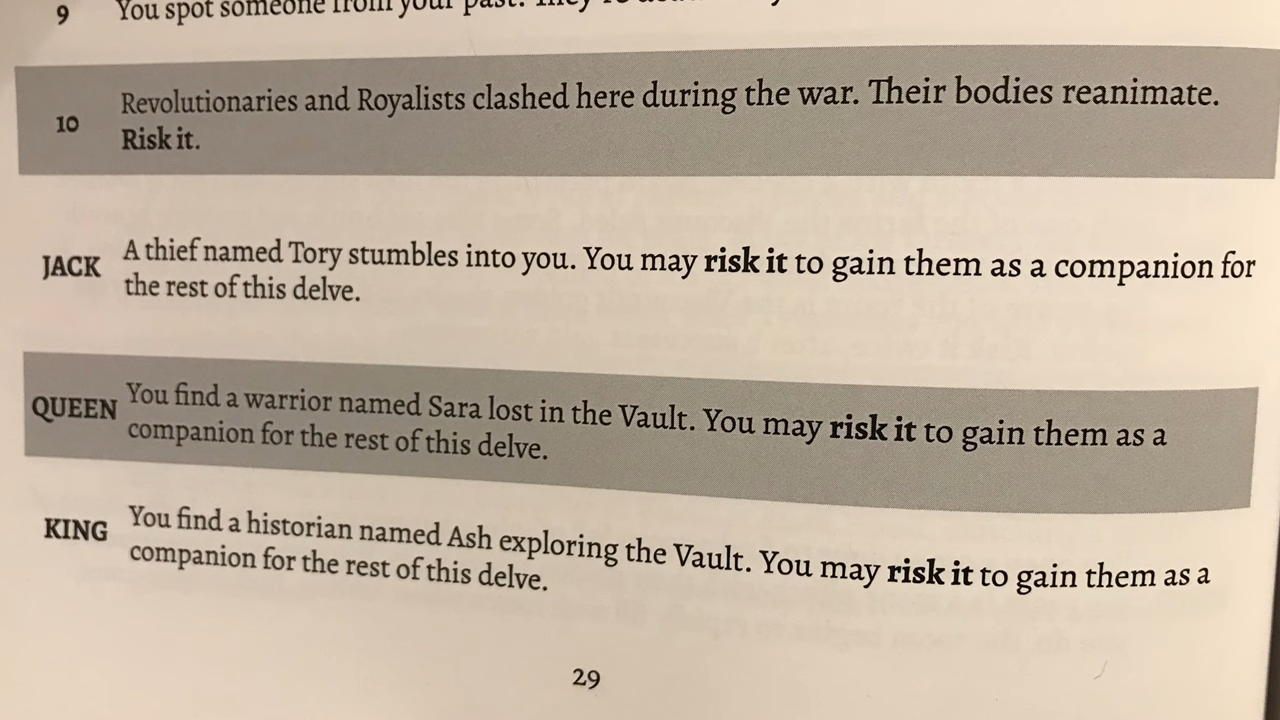 9 You spot someone from your past.
10 Revolutionaries and Royalists clashed here during the war. Their bodies reanimate.
Risk it.
JACK A thief named Tory stumbles into you. You may risk it to gain them as a companion for
the rest of this delve.
QUEEN You find a warrior named Sara lost in the Vault. You may risk it to gain them as a
companion for the rest of this delve.
KING You find a historian named Ash exploring the Vault. You may risk it to gain them as a
companion for the rest of this delve.
29